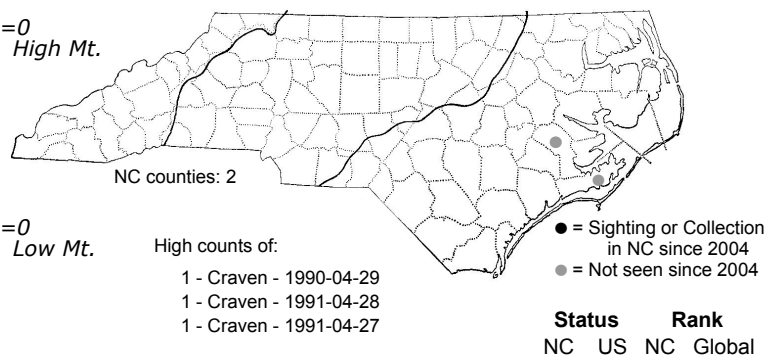 =0
High Mt.
NC counties: 2
=0
Low Mt.
High counts of:
1 - Craven - 1990-04-29
1 - Craven - 1991-04-28
1 - Craven - 1991-04-27
● = Sighting or Collection
in NC since 2004
● = Not seen since 2004
Status Rank
NC US NC Global